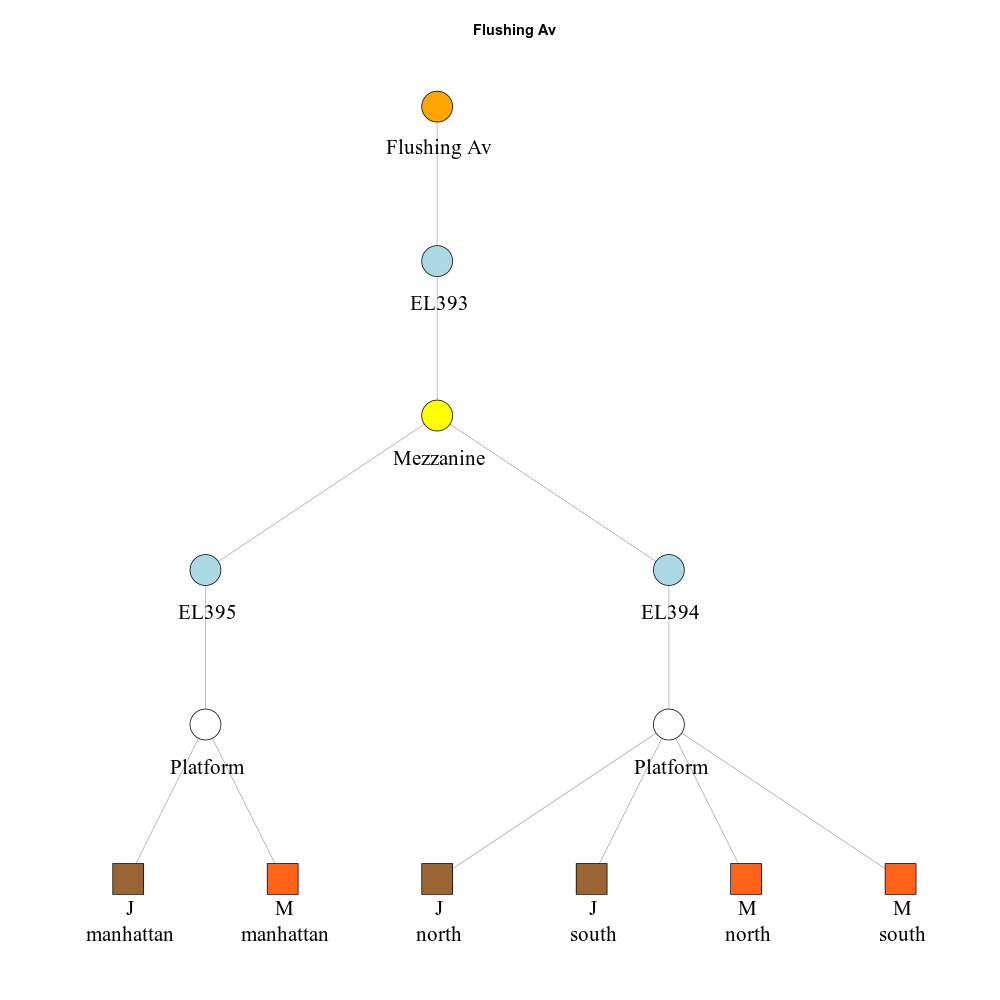 Flushing Av
Flushing Av
EL393
Mezzanine
EL395
EL394
Platform
Platform
J
manhattan
M
manhattan
J
north
J
south
M
north
M
south